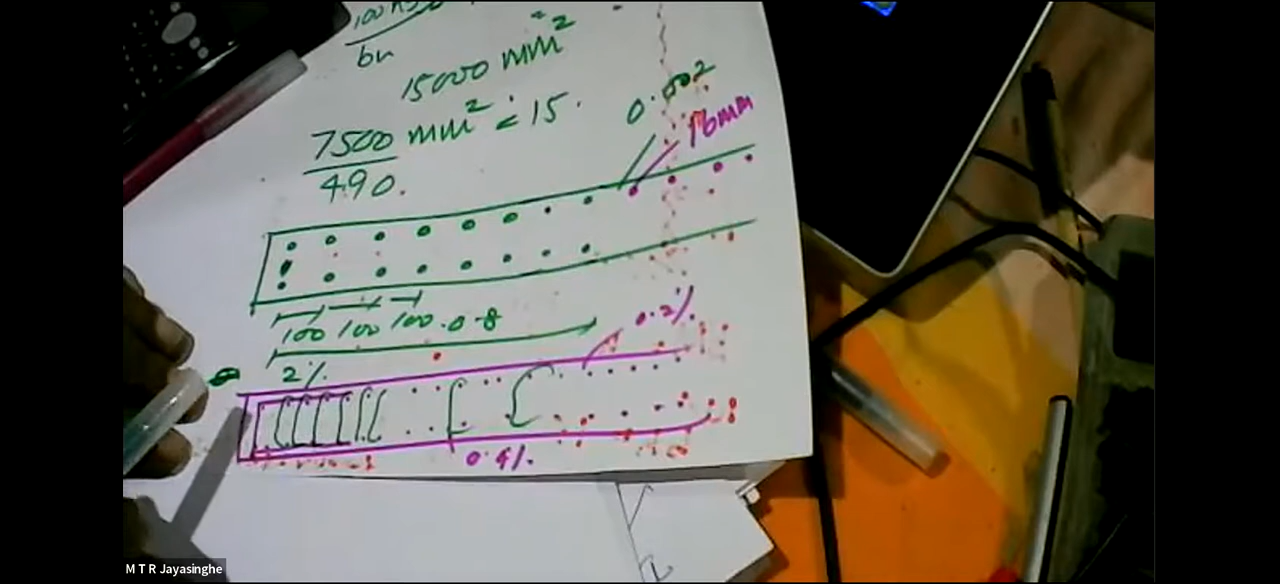 bh
15000 mm²
7500 mm² = 15.
490.
0.002
16mm
100 100 100 0.8
0.2%
2%
0.4%
M T R Jayasinghe